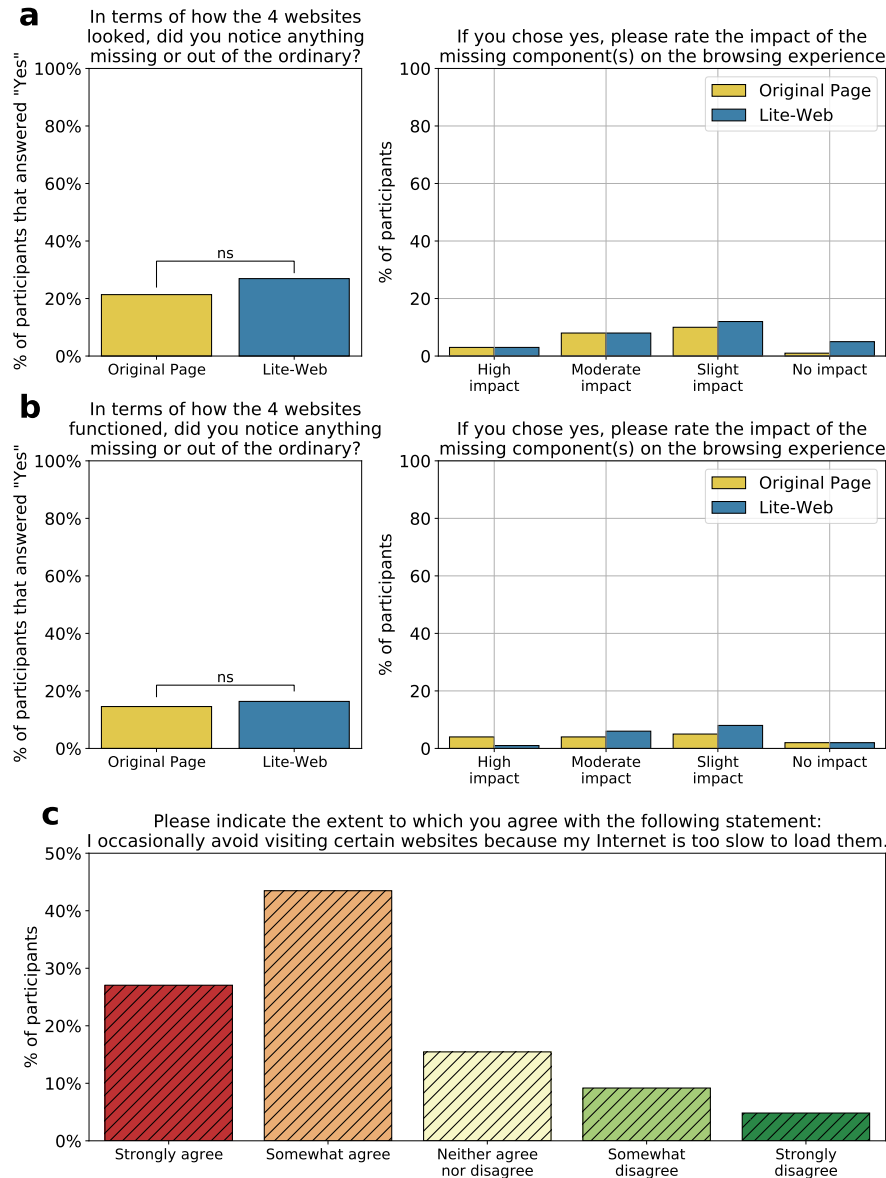 a
In terms of how the 4 websites
looked, did you notice anything
missing or out of the ordinary?
% of participants that answered "Yes"
100%
80%
60%
40%
20%
0%
ns
Original Page
Lite-Web
If you chose yes, please rate the impact of the
missing component(s) on the browsing experience
% of participants
100
80
60
40
20
0
Original Page
Lite-Web
High
impact
Moderate
impact
Slight
impact
No impact
b
In terms of how the 4 websites
functioned, did you notice anything
missing or out of the ordinary?
% of participants that answered "Yes"
100%
80%
60%
40%
20%
0%
ns
Original Page
Lite-Web
If you chose yes, please rate the impact of the
missing component(s) on the browsing experience
% of participants
100
80
60
40
20
0
Original Page
Lite-Web
High
impact
Moderate
impact
Slight
impact
No impact
c
Please indicate the extent to which you agree with the following statement:
I occasionally avoid visiting certain websites because my Internet is too slow to load them.
% of participants
50%
40%
30%
20%
10%
0%
Strongly agree
Somewhat agree
Neither agree
nor disagree
Somewhat
disagree
Strongly
disagree